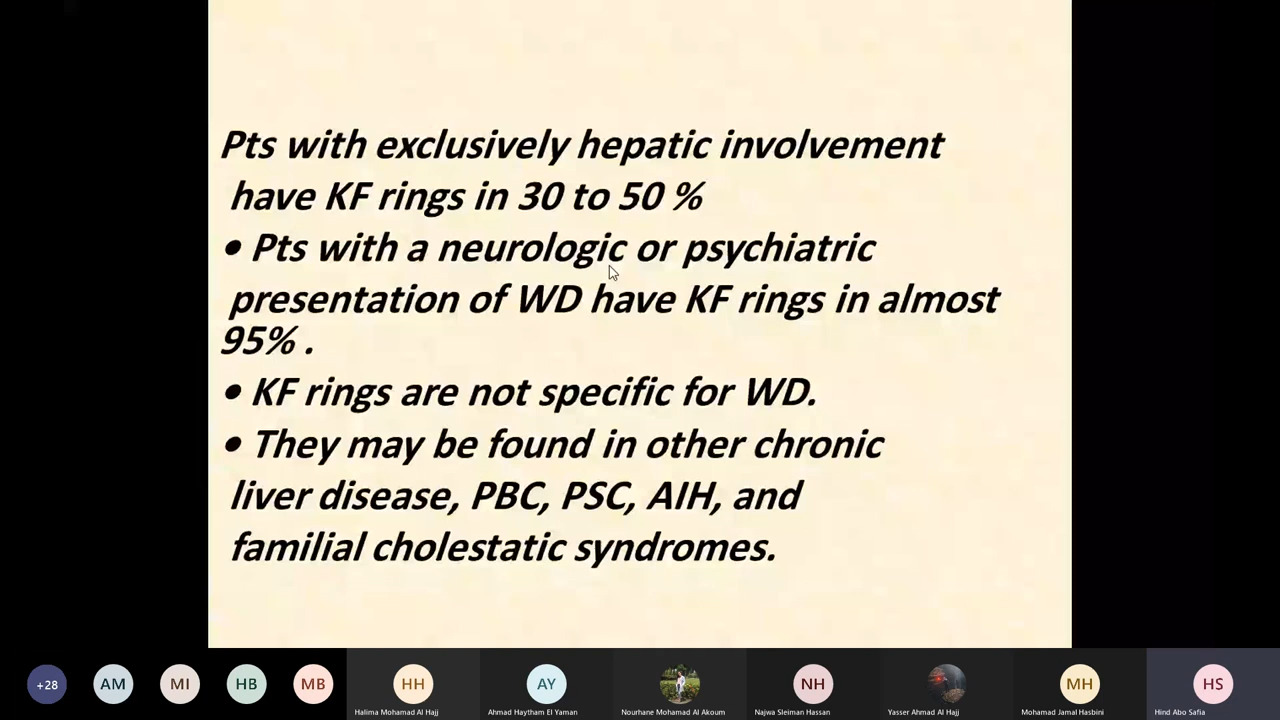 Pts with exclusively hepatic involvement
have KF rings in 30 to 50 %
• Pts with a neurologic or psychiatric
presentation of WD have KF rings in almost
95% .
• KF rings are not specific for WD.
• They may be found in other chronic
liver disease, PBC, PSC, AIH, and
familial cholestatic syndromes.
+28
AM
MI
HB
MB
HH
Halima Mohamad Al Hajj
AY
Ahmad Haytham El Yaman
Nourhane Mohamad Al Akoum
NH
Najwa Sleiman Hassan
Yasser Ahmad Al Hajj
MH
Mohamad Jamal Hasbini
HS
Hind Abo Safia